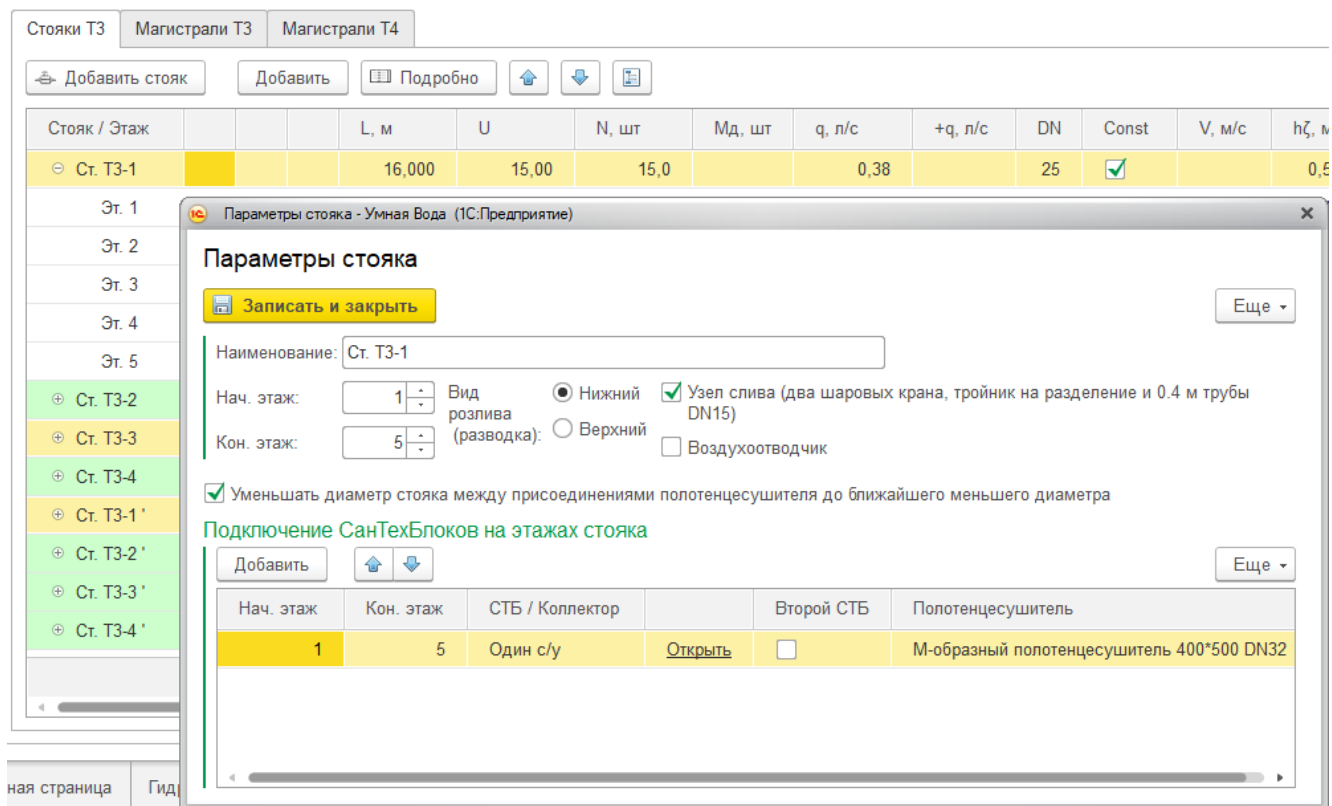 Стояки Т3 Магистрали Т3 Магистрали Т4
Добавить стояк Добавить Подробно
Стояк / Этаж L, м U N, шт Мд, шт q, л/с +q, л/с DN Const V, м/с hζ, м
Ст. Т3-1 16,000 15,00 15,0 0,38 25 0,5
Эт. 1
Эт. 2
Эт. 3
Эт. 4
Эт. 5
Ст. Т3-2
Ст. Т3-3
Ст. Т3-4
Ст. Т3-1 '
Ст. Т3-2 '
Ст. Т3-3 '
Ст. Т3-4 '
1С Параметры стояка - Умная Вода (1С:Предприятие)
Параметры стояка
Записать и закрыть Еще
Наименование: Ст. Т3-1
Нач. этаж: 1
Кон. этаж: 5
Вид
розлива
(разводка):
Нижний
Верхний
Узел слива (два шаровых крана, тройник на разделение и 0.4 м трубы
DN15)
Воздухоотводчик
Уменьшать диаметр стояка между присоединениями полотенцесушителя до ближайшего меньшего диаметра
Подключение СанТехБлоков на этажах стояка
Добавить Еще
Нач. этаж Кон. этаж СТБ / Коллектор Второй СТБ Полотенцесушитель
1 5 Один с/у Открыть М-образный полотенцесушитель 400*500 DN32
ная страница Гид